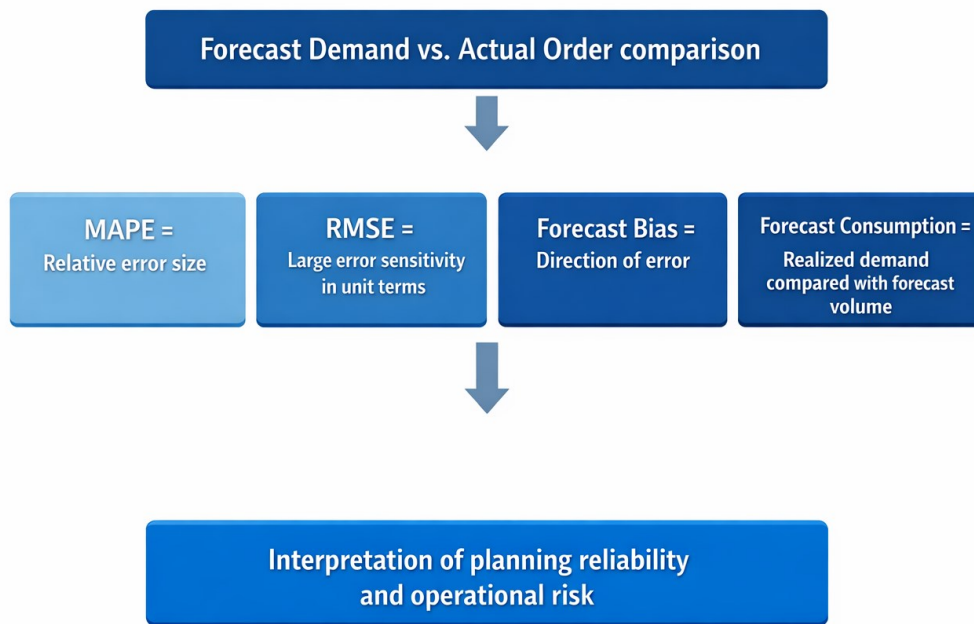 Forecast Demand vs. Actual Order comparison
MAPE =
Relative error size
RMSE =
Large error sensitivity
in unit terms
Forecast Bias =
Direction of error
Forecast Consumption =
Realized demand
compared with forecast
volume
Interpretation of planning reliability
and operational risk